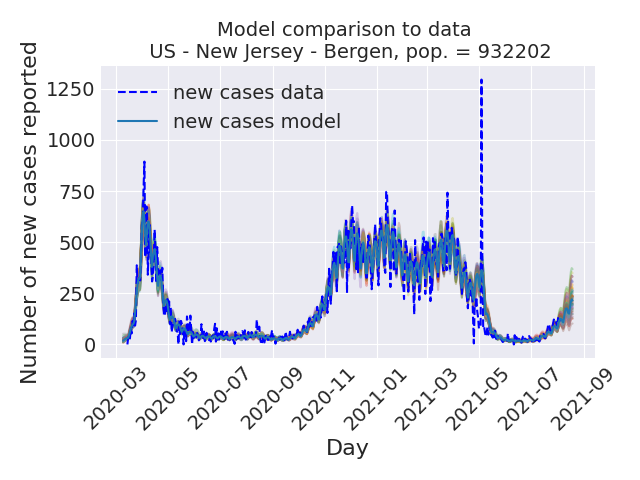 Model comparison to data
US - New Jersey - Bergen, pop. = 932202
Number of new cases reported
1250
1000
750
500
250
0
new cases data
new cases model
2020-03
2020-05
2020-07
2020-09
2020-11
2021-01
2021-03
2021-05
2021-07
2021-09
Day